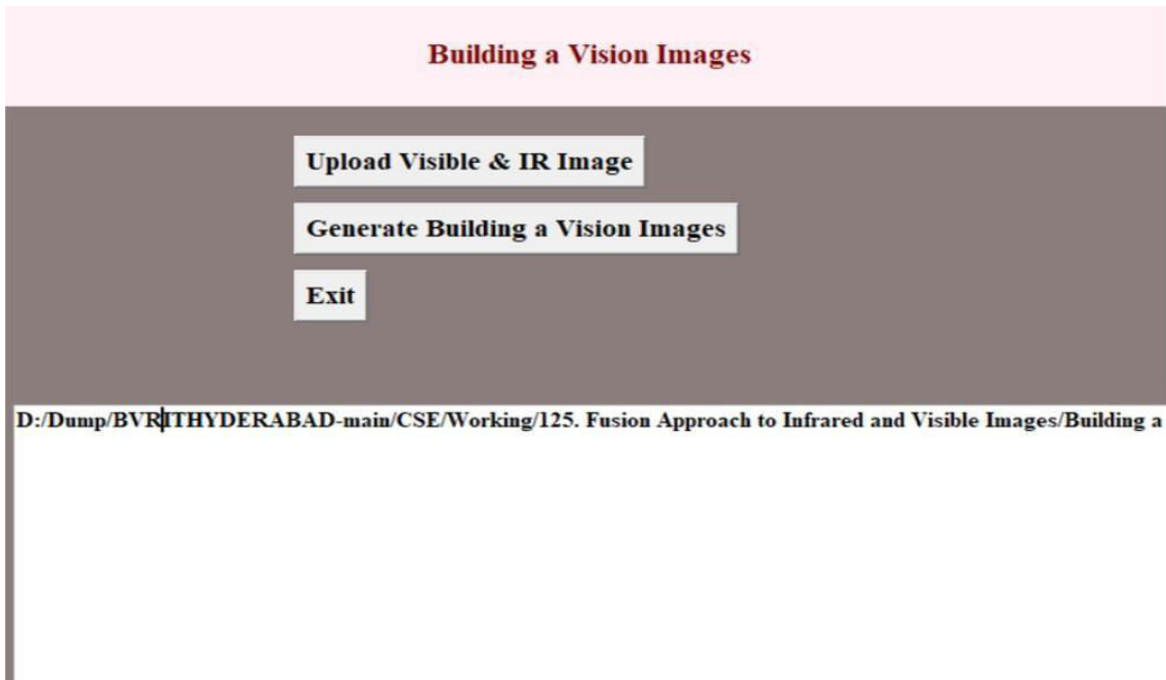 Building a Vision Images
Upload Visible & IR Image
Generate Building a Vision Images
Exit
D:/Dump/BVRITHYDERABAD-main/CSE/Working/125. Fusion Approach to Infrared and Visible Images/Building a